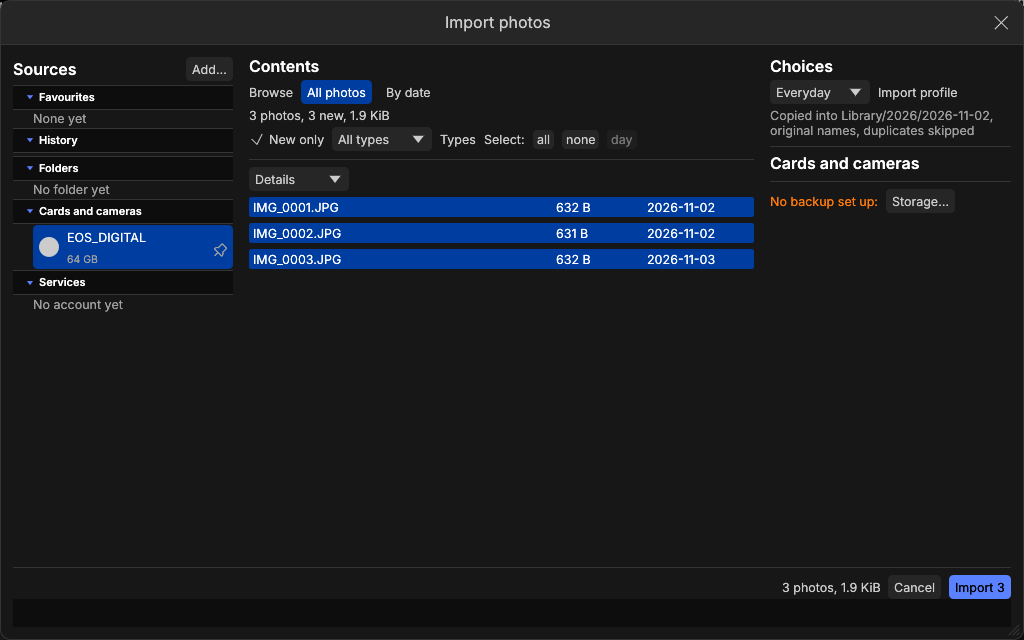 Import photos
Sources
Add...
Favourites
None yet
History
Folders
No folder yet
Cards and cameras
EOS_DIGITAL
64 GB
Services
No account yet
Contents
Browse All photos By date
3 photos, 3 new, 1.9 KiB
New only All types Types Select: all none day
Details
IMG_0001.JPG 632 B 2026-11-02
IMG_0002.JPG 631 B 2026-11-02
IMG_0003.JPG 632 B 2026-11-03
Choices
Everyday Import profile
Copied into Library/2026/2026-11-02,
original names, duplicates skipped
Cards and cameras
No backup set up: Storage...
3 photos, 1.9 KiB Cancel Import 3